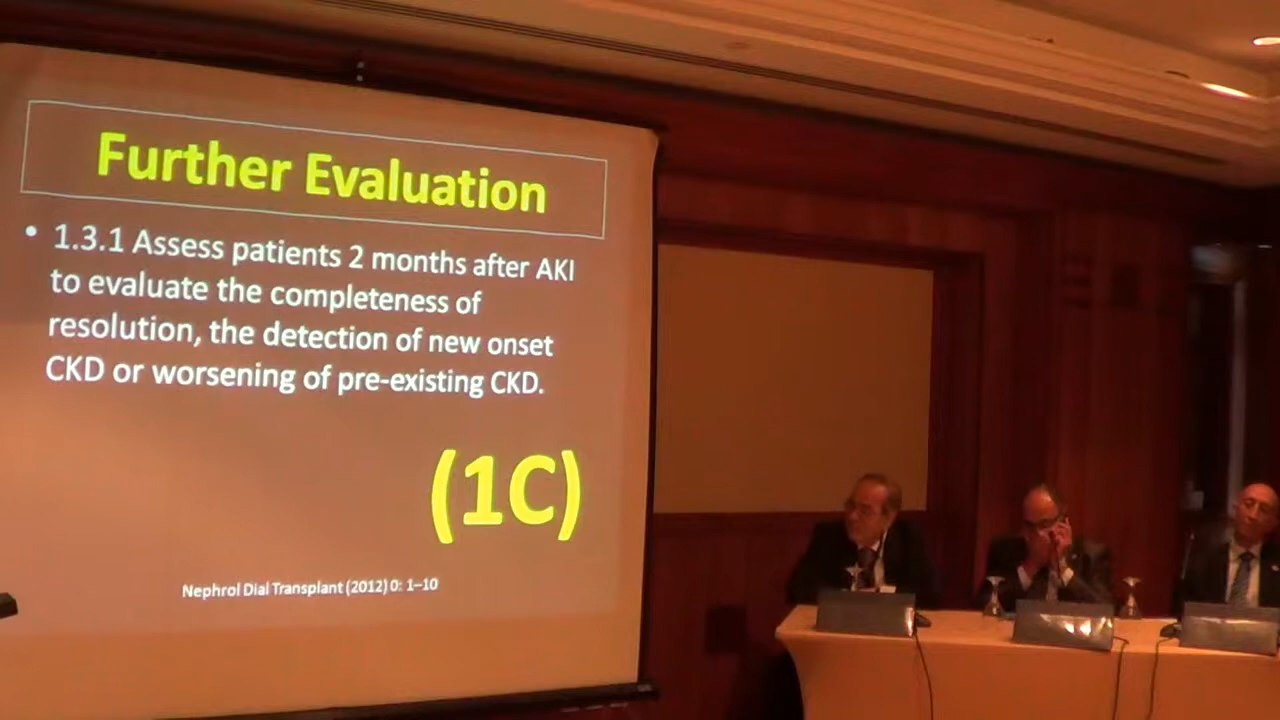 Further Evaluation
• 1.3.1 Assess patients 2 months after AKI
to evaluate the completeness of
resolution, the detection of new onset
CKD or worsening of pre-existing CKD.
(1C)
Nephrol Dial Transplant (2012) 0: 1–10